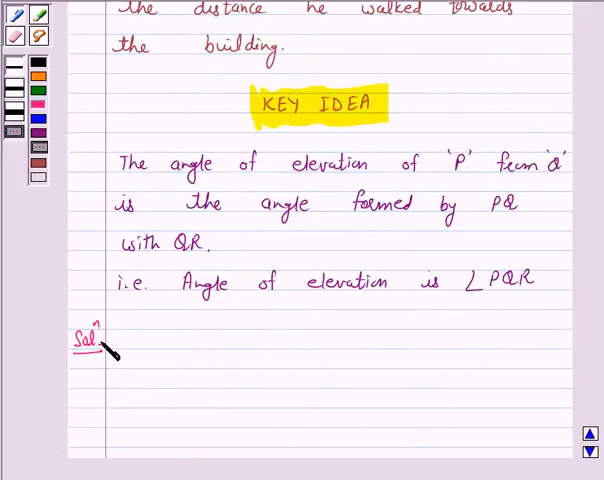 the distance he walked towards
the building.
KEY IDEA
The angle of elevation of 'P' from 'Q'
is the angle formed by PQ
with QR.
i.e. Angle of elevation is ∠PQR
Solⁿ.